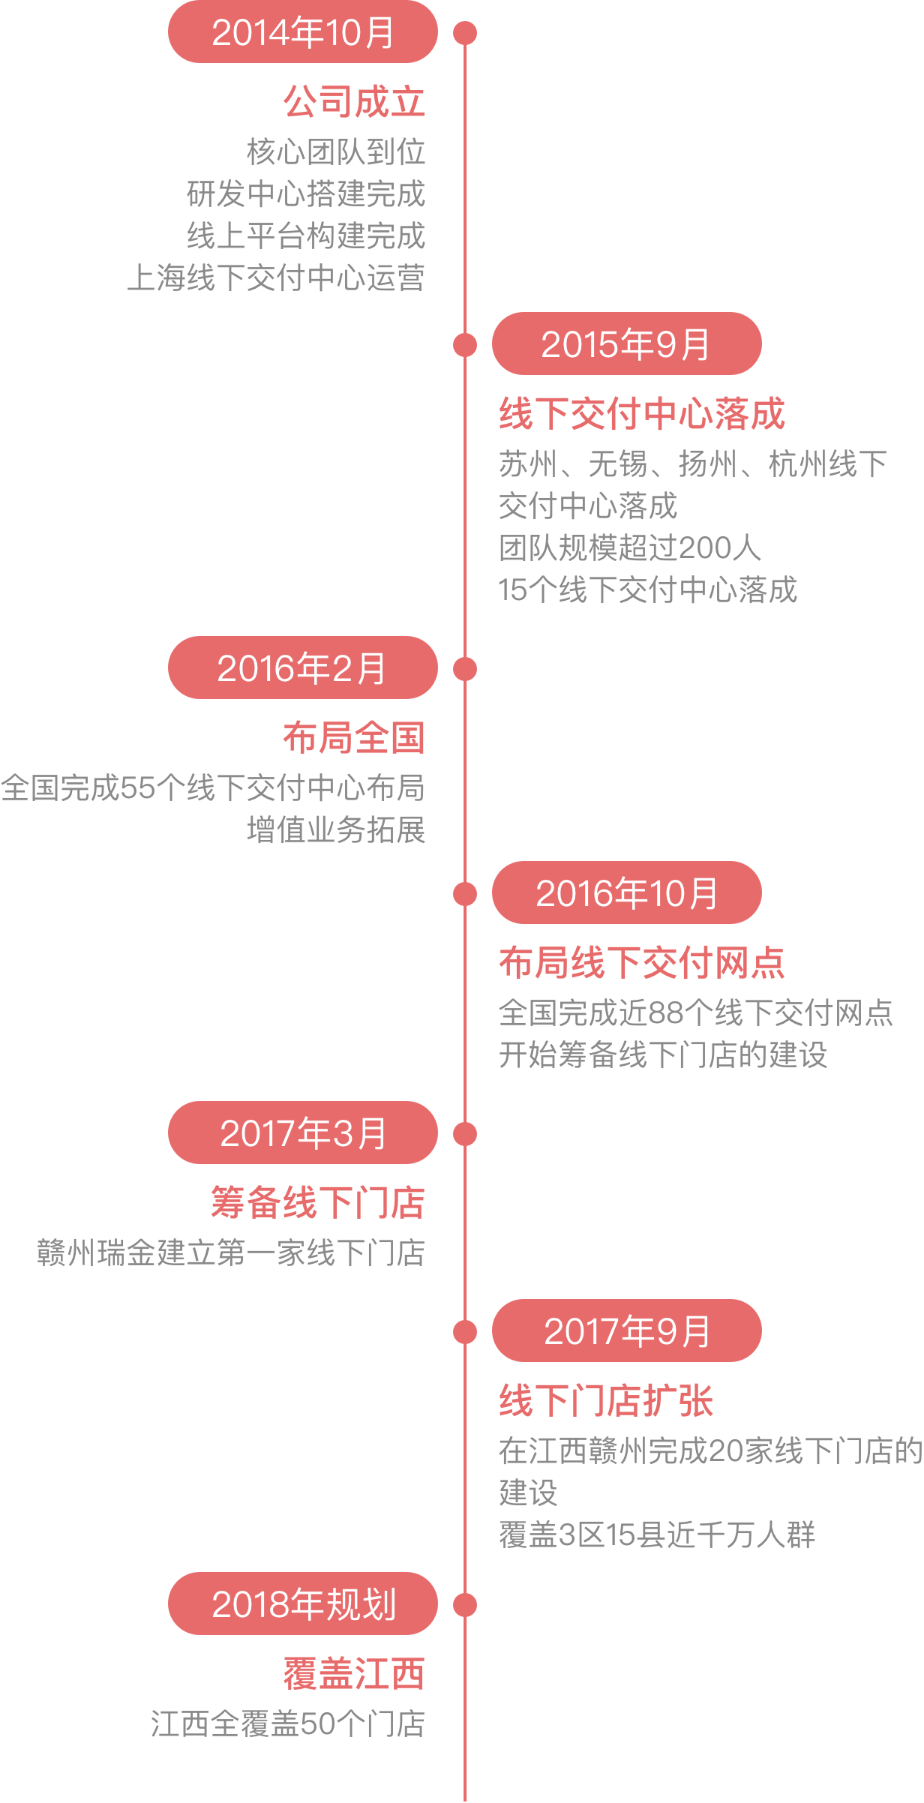 2014年10月
公司成立
核心团队到位
研发中心搭建完成
线上平台构建完成
上海线下交付中心运营
2015年9月
线下交付中心落成
苏州、无锡、扬州、杭州线下
交付中心落成
团队规模超过200人
15个线下交付中心落成
2016年2月
布局全国
全国完成55个线下交付中心布局
增值业务拓展
2016年10月
布局线下交付网点
全国完成近88个线下交付网点
开始筹备线下门店的建设
2017年3月
筹备线下门店
赣州瑞金建立第一家线下门店
2017年9月
线下门店扩张
在江西赣州完成20家线下门店的
建设
覆盖3区15县近千万人群
2018年规划
覆盖江西
江西全覆盖50个门店